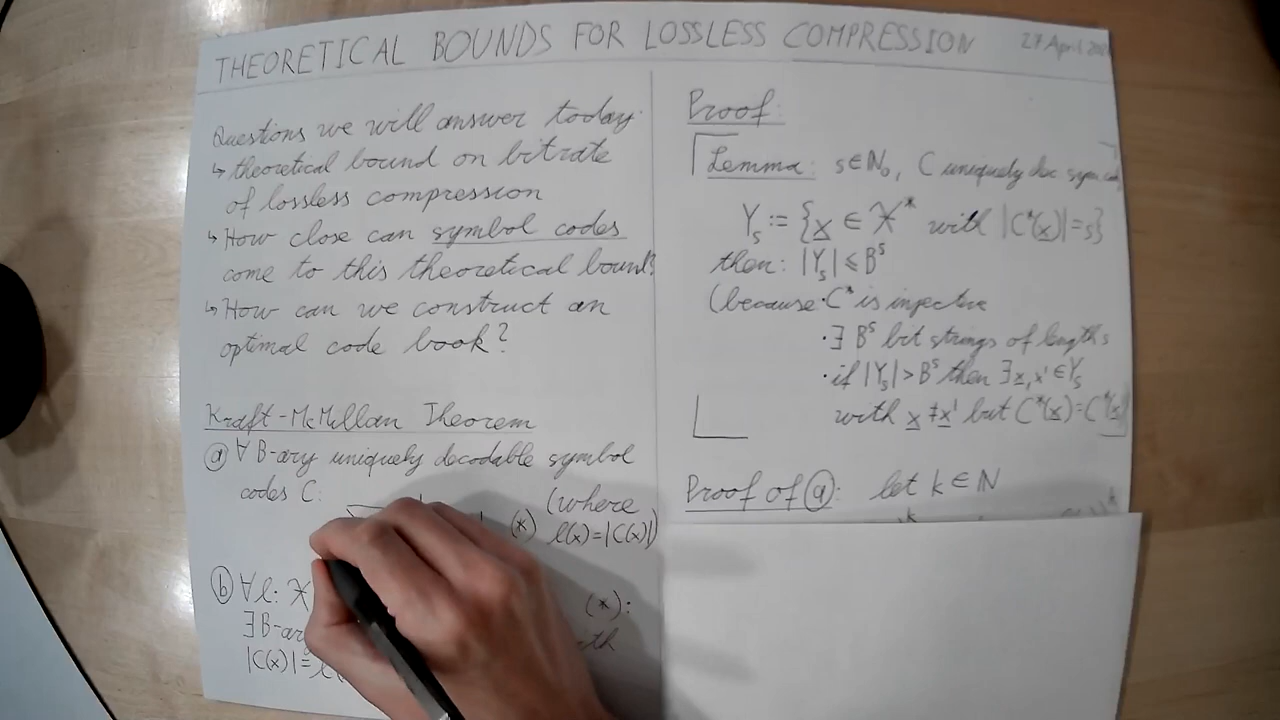 THEORETICAL BOUNDS FOR LOSSLESS COMPRESSION
27 April
Questions we will answer today:
↳ theoretical bound on bitrate
of lossless compression
↳ How close can symbol codes
come to this theoretical bound?
↳ How can we construct an
optimal code book?
Kraft-McMillan Theorem
(a) ∀ B-ary uniquely decodable symbol
codes C:
(where
(*) ℓ(x)=|C(x)|)
(b) ∀ℓ: X
(*):
∃ B-ary
|C(x)|=
Proof:
Lemma: s∈ℕ₀, C uniquely dec
Yₛ := {x ∈ X* with |C*(x)|=s}
then: |Yₛ| ⩽ Bˢ
(because · C* is injective
· ∃ Bˢ bit strings of length s
· if |Yₛ| > Bˢ then ∃ x, x' ∈ Yₛ
with x ≠ x' but C*(x)=C*(x
Proof of (a): let k ∈ ℕ